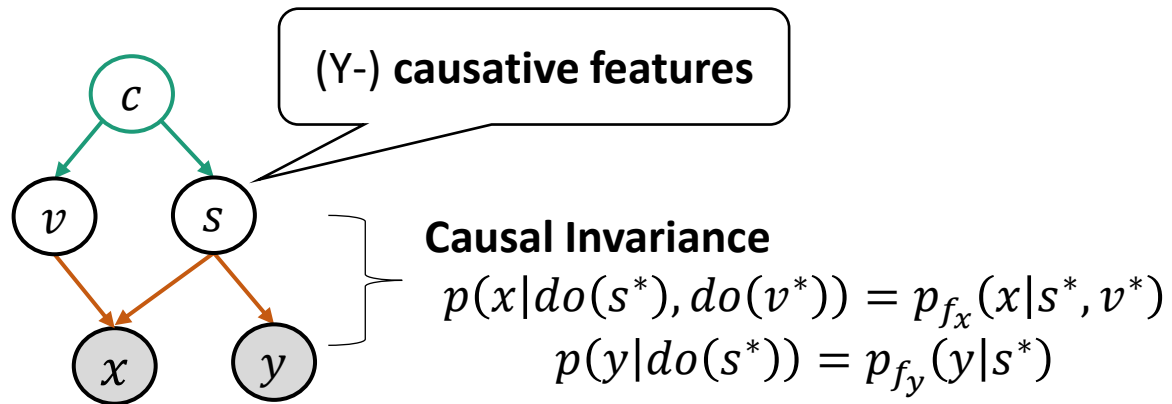 (Y-) causative features
c
v
s
Causal Invariance
p(x|do(s*), do(v*)) = p_{f_x}(x|s*, v*)
x
y
p(y|do(s*)) = p_{f_y}(y|s*)